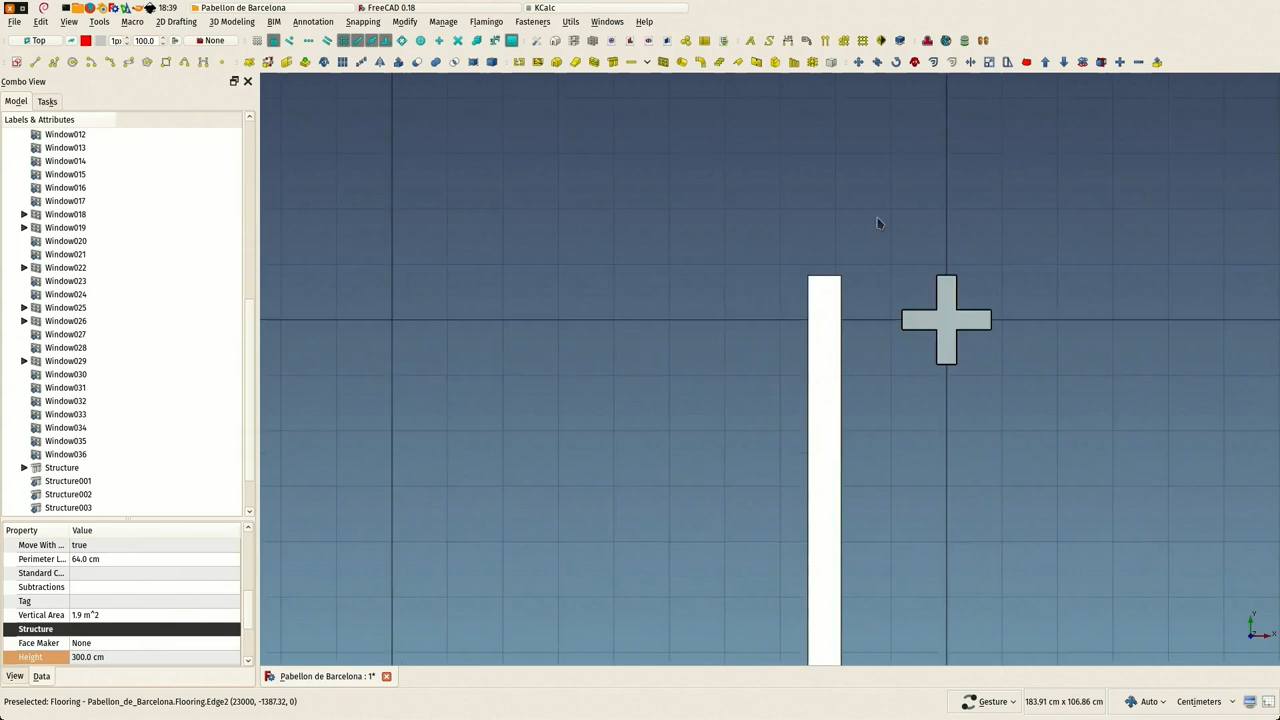 18:39
Pabellon de Barcelona
FreeCAD 0.18
KCalc
File Edit View Tools Macro 2D Drafting 3D Modeling BIM Annotation Snapping Modify Manage Flamingo Fasteners Utils Windows Help
Top 1px 100.0 None
Combo View
Model Tasks
Labels & Attributes
Window012
Window013
Window014
Window015
Window016
Window017
Window018
Window019
Window020
Window021
Window022
Window023
Window024
Window025
Window026
Window027
Window028
Window029
Window030
Window031
Window032
Window033
Window034
Window035
Window036
Structure
Structure001
Structure002
Structure003
Property Value
Move With ... true
Perimeter L... 64.0 cm
Standard C...
Subtractions
Tag
Vertical Area 1.9 m^2
Structure
Face Maker None
Height 300.0 cm
Y
Z X
View Data
Pabellon de Barcelona : 1*
Preselected: Flooring - Pabellon_de_Barcelona.Flooring.Edge2 (23000, -1387.32, 0)
Gesture 183.91 cm x 106.86 cm Auto Centimeters